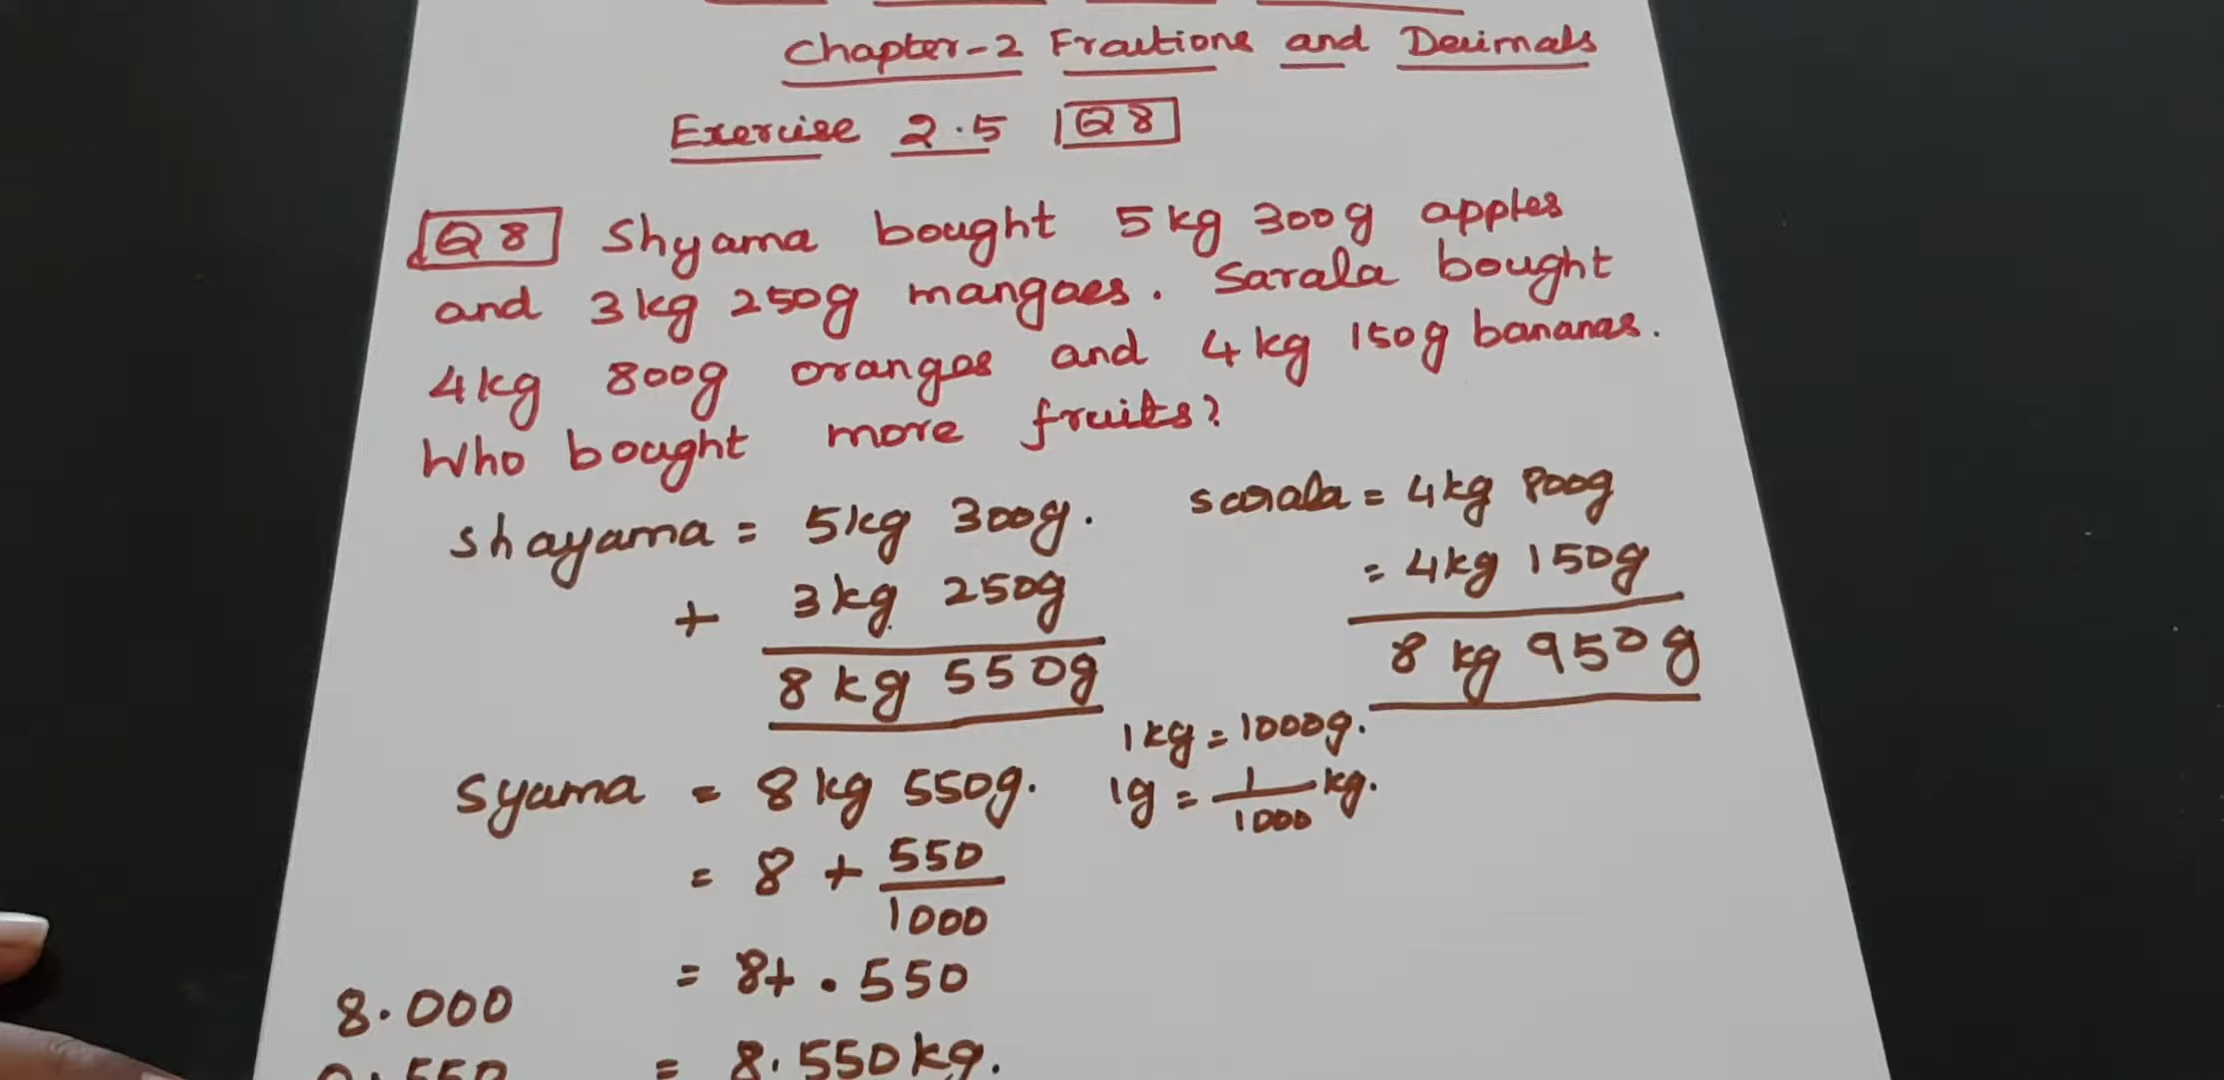 Chapter-2 Fractions and Decimals
Exercise 2.5 Q8
Q8 Shyama bought 5kg 300g apples
and 3kg 250g mangoes. Sarala bought
4kg 800g oranges and 4kg 150g bananas.
Who bought more fruits?
shayama = 5kg 300g.
+ 3kg 250g
8kg 550g
sarala = 4kg 800g
= 4kg 150g
8 kg 950g
1kg = 1000g.
1g = 1/1000 kg.
Syama = 8kg 550g.
= 8 + 550/1000
= 8+ .550
= 8.550kg.
8.000
0.550